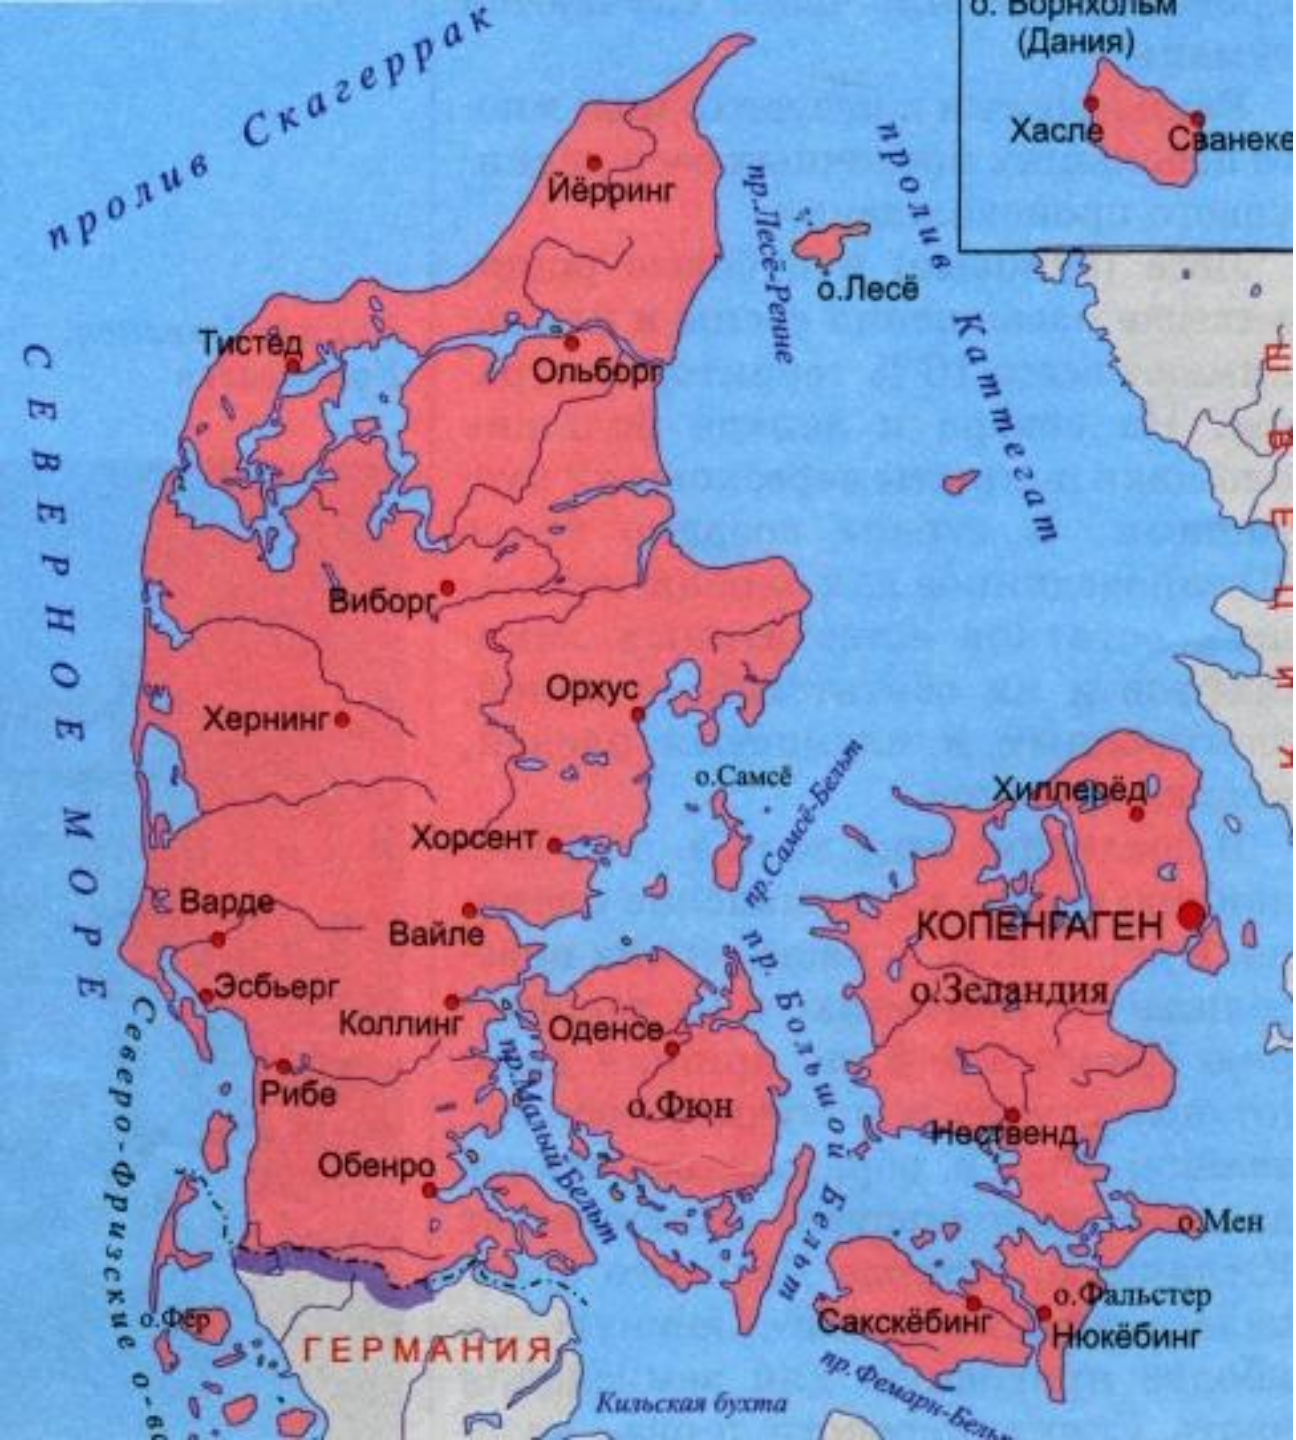 о. Борнхольм
(Дания)
Хасле
Сванеке
пролив Скагеррак
Йёрринг
пр.Лесё-Ренне
о.Лесё
пролив Каттегат
Тистед
Ольборг
СЕВЕРНОЕ МОРЕ
ШВЕЦИЯ
Виборг
Орхус
Хернинг
о.Самсё
пр.Самсё-Бельт
Хиллерёд
Хорсент
Варде
Вайле
КОПЕНГАГЕН
о.Зеландия
Эсбьерг
Коллинг
Оденсе
пр. Большой Бельт
Рибе
о.Фюн
пр.Малый Бельт
Нественд
Обенро
о.Мен
Северо-Фризские о-ва
о.Фёр
Сакскёбинг
о.Фальстер
Нюкёбинг
ГЕРМАНИЯ
пр.Фемарн-Бельт
Кильская бухта